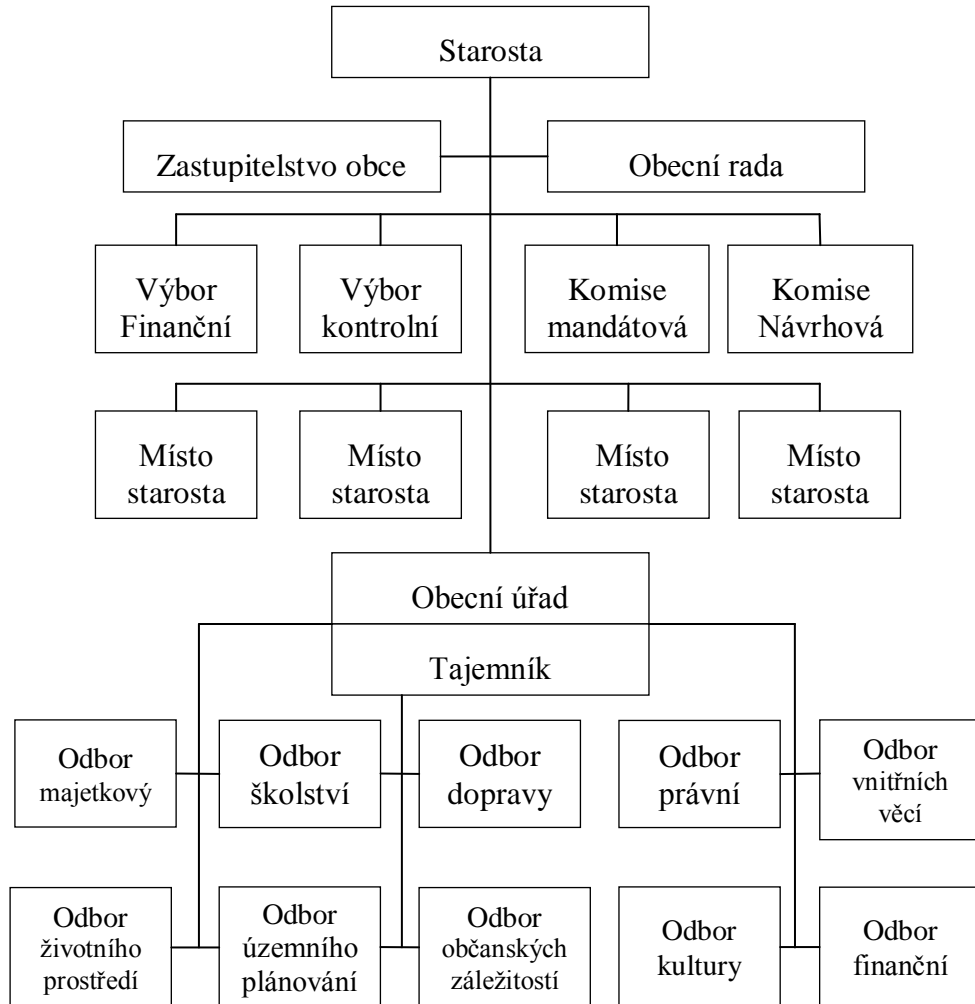 Starosta
Zastupitelstvo obce
Obecní rada
Výbor
Finanční
Výbor
kontrolní
Komise
mandátová
Komise
Návrhová
Místo
starosta
Místo
starosta
Místo
starosta
Místo
starosta
Obecní úřad
Tajemník
Odbor
majetkový
Odbor
školství
Odbor
dopravy
Odbor
právní
Odbor
vnitřních
věcí
Odbor
životního
prostředí
Odbor
územního
plánování
Odbor
občanských
záležitostí
Odbor
kultury
Odbor
finanční